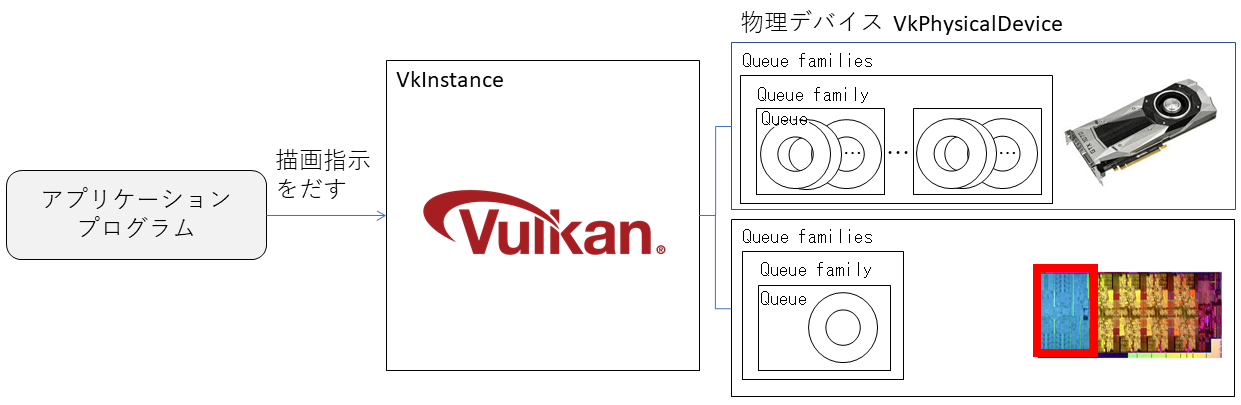 アプリケーション
プログラム
描画指示
をだす
VkInstance
Vulkan®
物理デバイス VkPhysicalDevice
Queue families
Queue family
Queue
...
...
...
GTX 1070
Queue families
Queue family
Queue